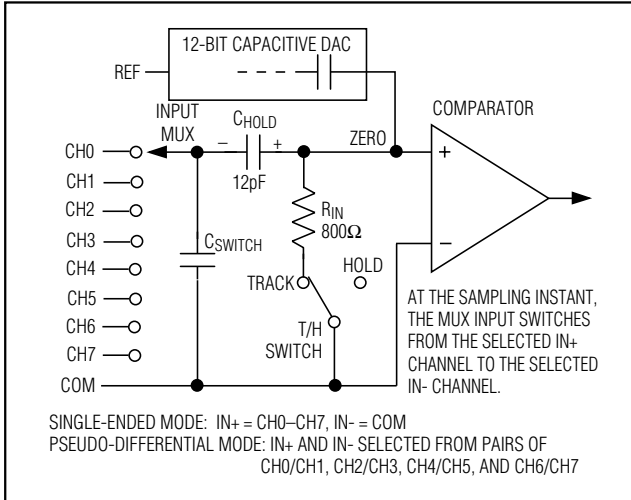 12-BIT CAPACITIVE DAC
REF
COMPARATOR
INPUT
MUX
C_HOLD
ZERO
– +
12pF
+
CH0
CH1
CH2
CH3
CH4
CH5
CH6
CH7
COM
C_SWITCH
R_IN
800Ω
HOLD
TRACK
T/H
SWITCH
–
AT THE SAMPLING INSTANT,
THE MUX INPUT SWITCHES
FROM THE SELECTED IN+
CHANNEL TO THE SELECTED
IN- CHANNEL.
SINGLE-ENDED MODE: IN+ = CH0–CH7, IN- = COM
PSEUDO-DIFFERENTIAL MODE: IN+ AND IN- SELECTED FROM PAIRS OF
CH0/CH1, CH2/CH3, CH4/CH5, AND CH6/CH7